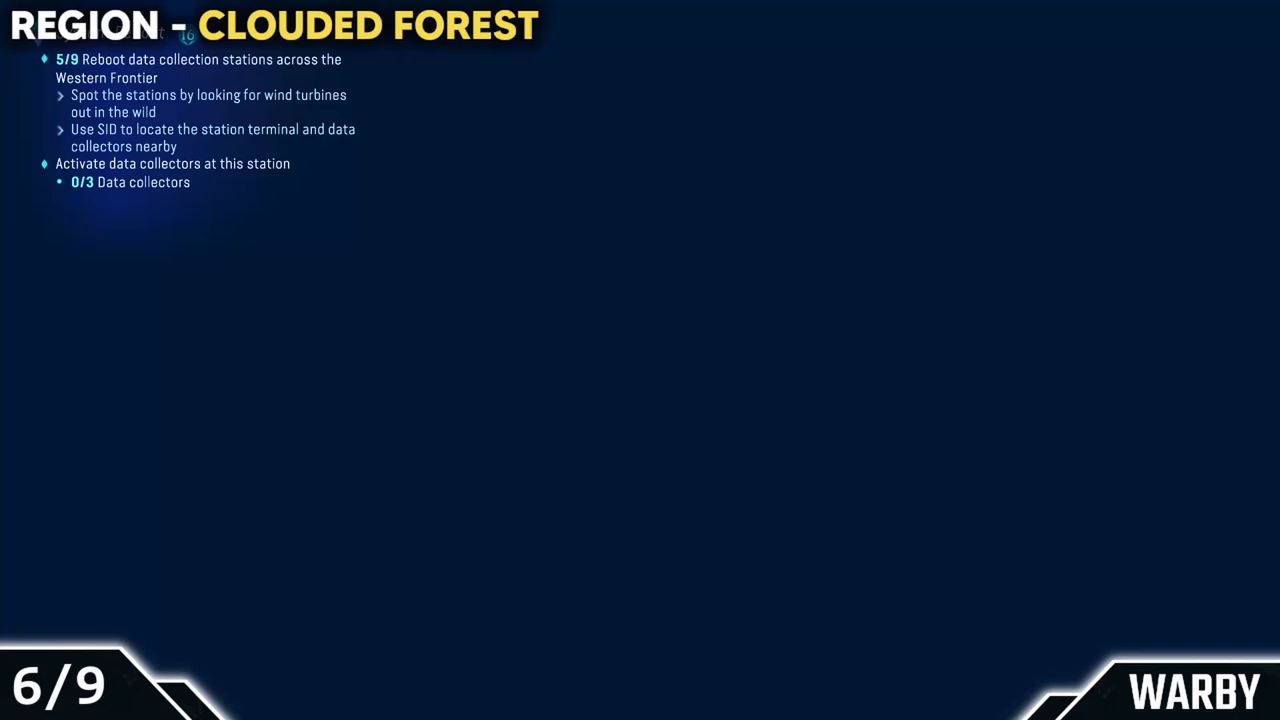 REGION - CLOUDED FOREST
16
5/9 Reboot data collection stations across the
Western Frontier
Spot the stations by looking for wind turbines
out in the wild
Use SID to locate the station terminal and data
collectors nearby
Activate data collectors at this station
0/3 Data collectors
6/9
WARBY